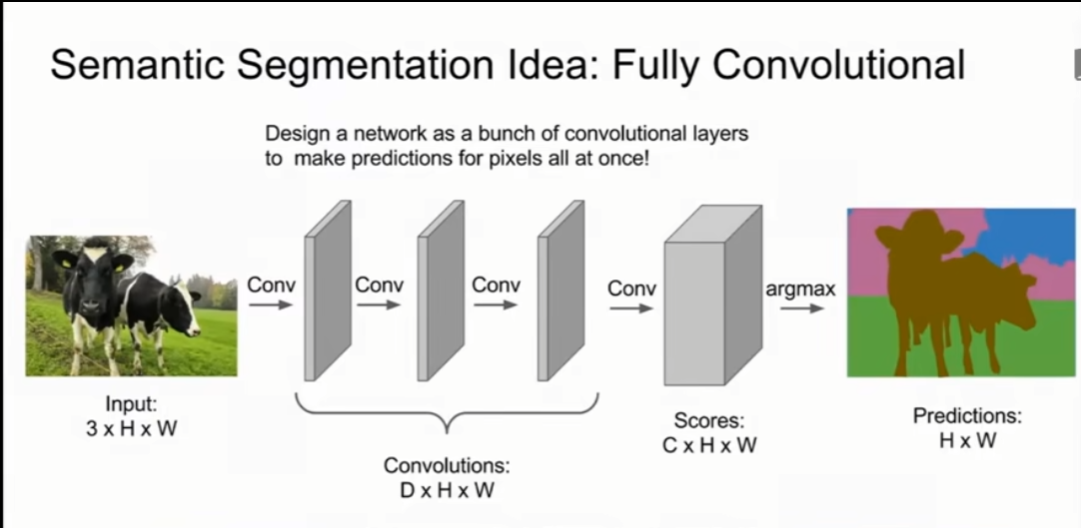 Semantic Segmentation Idea: Fully Convolutional
Design a network as a bunch of convolutional layers
to make predictions for pixels all at once!
Conv
Conv
Conv
Conv
argmax
Input:
3 x H x W
Convolutions:
D x H x W
Scores:
C x H x W
Predictions:
H x W